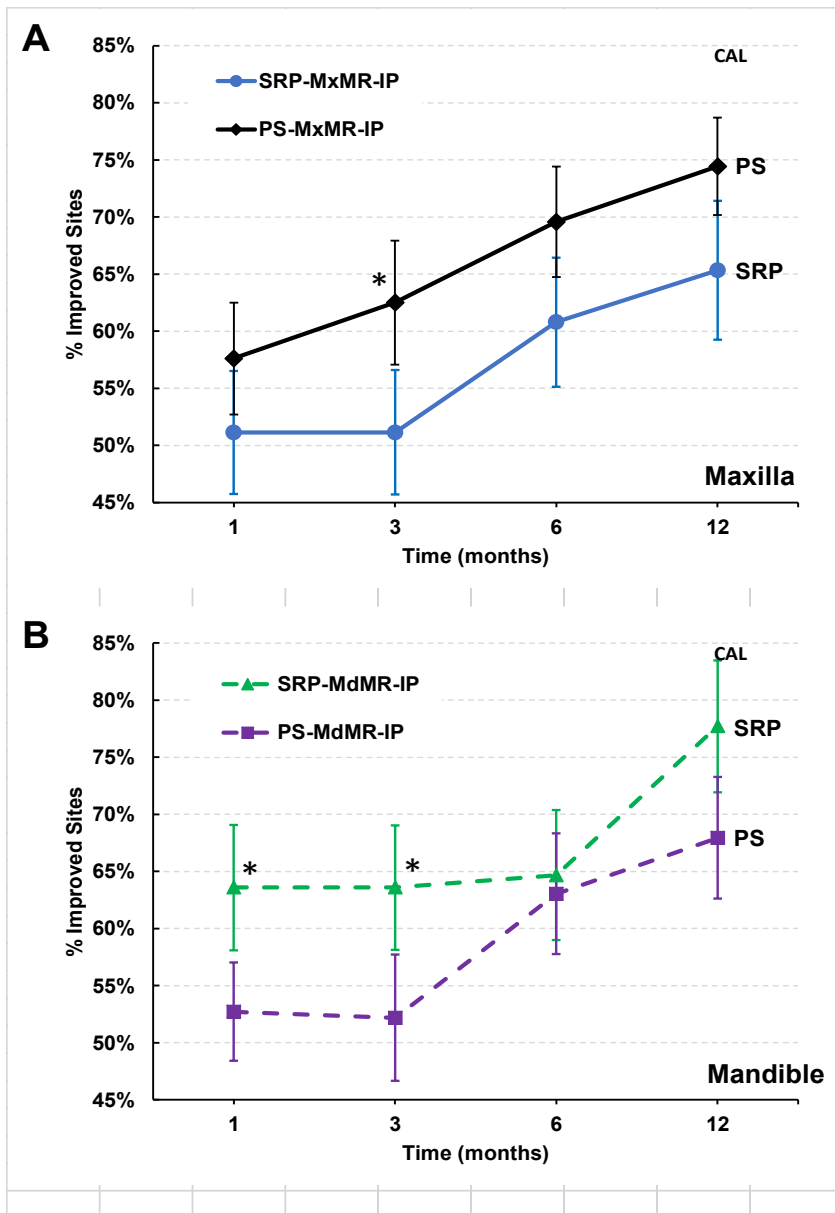 A
85%
CAL
SRP-MxMR-IP
80%
PS-MxMR-IP
75%
PS
70%
*
SRP
65%
60%
55%
50%
Maxilla
45%
1 3 6 12
Time (months)
% Improved Sites
B
85%
CAL
SRP-MdMR-IP
80%
SRP
PS-MdMR-IP
75%
70%
PS
* *
65%
60%
55%
50%
Mandible
45%
1 3 6 12
Time (months)
% Improved Sites